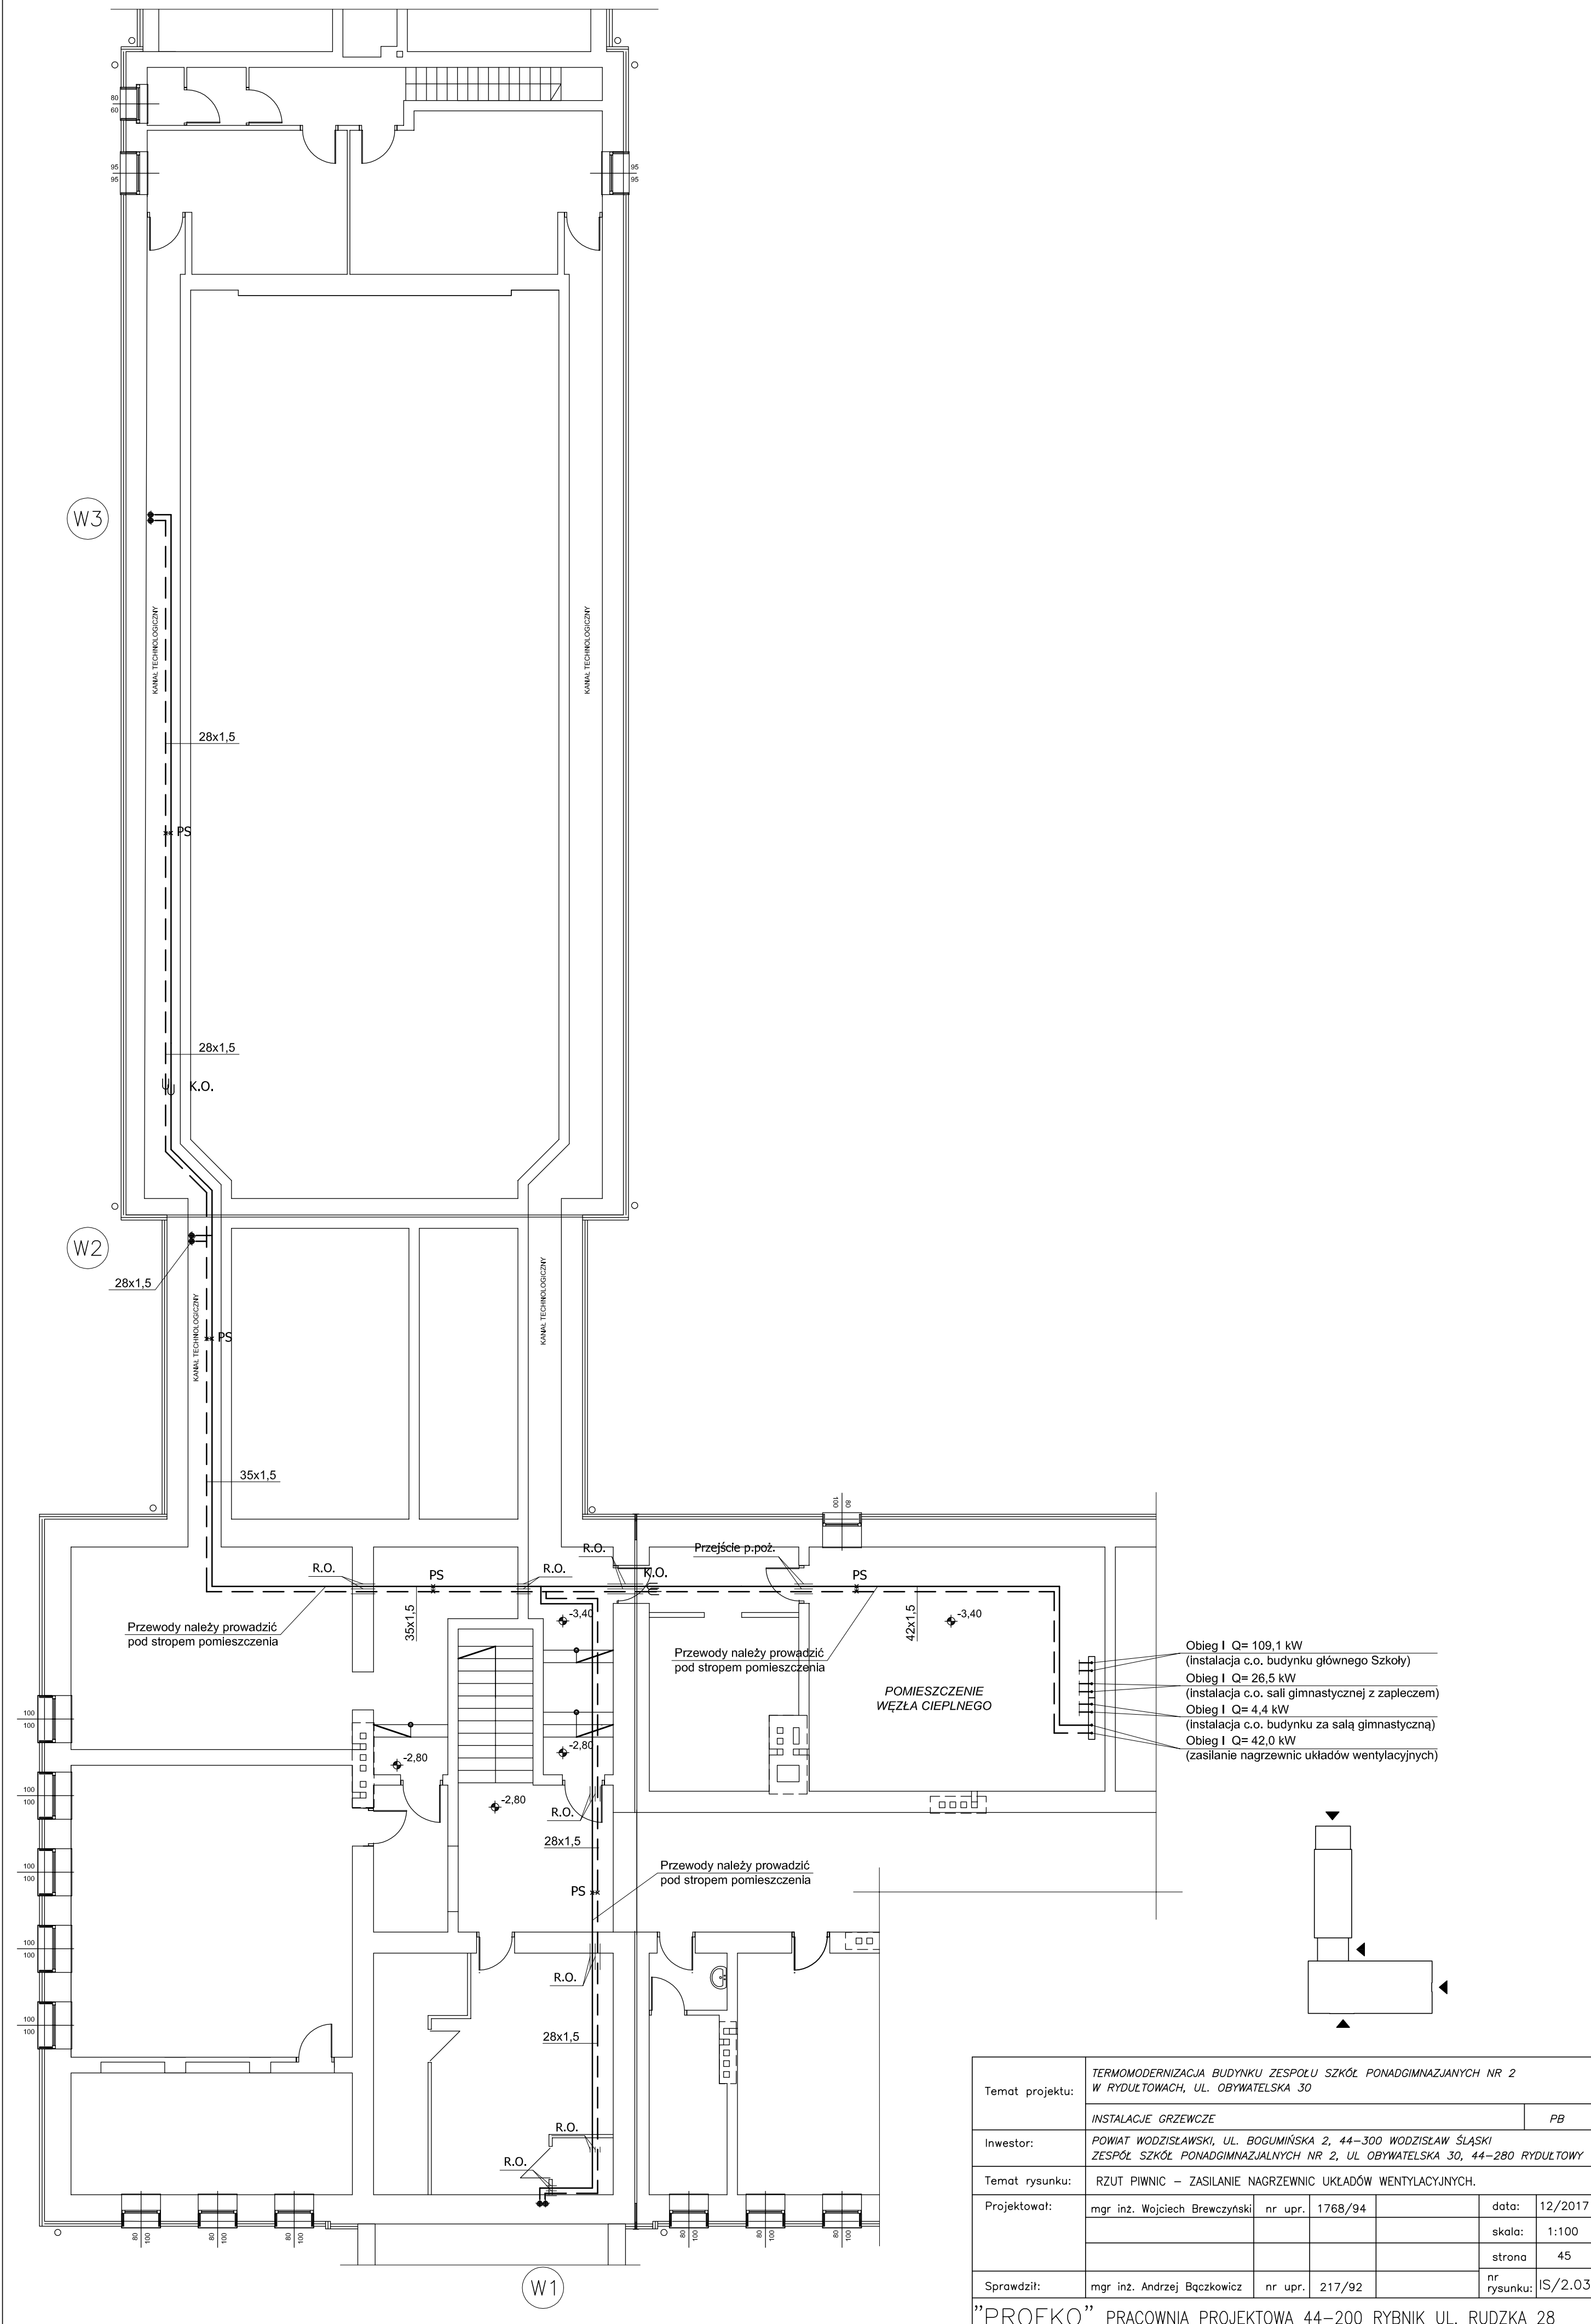 80
60
95
95
95
95
W3
KANAŁ TECHNOLOGICZNY
KANAŁ TECHNOLOGICZNY
28x1,5
PS
28x1,5
K.O.
W2
28x1,5
KANAŁ TECHNOLOGICZNY
KANAŁ TECHNOLOGICZNY
PS
35x1,5
100
80
R.O.
PS
R.O.
R.O.
K.O.
Przejście p.poż.
PS
35x1,5
-3,40
42x1,5
-3,40
Przewody należy prowadzić
pod stropem pomieszczenia
Przewody należy prowadzić
pod stropem pomieszczenia
POMIESZCZENIE
WĘZŁA CIEPLNEGO
Obieg I Q= 109,1 kW
(instalacja c.o. budynku głównego Szkoły)
Obieg I Q= 26,5 kW
(instalacja c.o. sali gimnastycznej z zapleczem)
Obieg I Q= 4,4 kW
(instalacja c.o. budynku za salą gimnastyczną)
Obieg I Q= 42,0 kW
(zasilanie nagrzewnic układów wentylacyjnych)
100
100
-2,80
-2,80
-2,80
100
100
R.O.
28x1,5
100
100
Przewody należy prowadzić
pod stropem pomieszczenia
PS
100
100
R.O.
100
100
28x1,5
R.O.
R.O.
80
100
80
100
80
100
80
100
80
100
80
100
W1
Temat projektu:
TERMOMODERNIZACJA BUDYNKU ZESPOŁU SZKÓŁ PONADGIMNAZJANYCH NR 2
W RYDUŁTOWACH, UL. OBYWATELSKA 30
INSTALACJE GRZEWCZE
PB
Inwestor:
POWIAT WODZISŁAWSKI, UL. BOGUMIŃSKA 2, 44-300 WODZISŁAW ŚLĄSKI
ZESPÓŁ SZKÓŁ PONADGIMNAZJALNYCH NR 2, UL OBYWATELSKA 30, 44-280 RYDUŁTOWY
Temat rysunku:
RZUT PIWNIC – ZASILANIE NAGRZEWNIC UKŁADÓW WENTYLACYJNYCH.
Projektował:
mgr inż. Wojciech Brewczyński
nr upr.
1768/94
data:
12/2017
skala:
1:100
strona
45
Sprawdził:
mgr inż. Andrzej Bączkowicz
nr upr.
217/92
nr
rysunku:
IS/2.03
"PROFKO" PRACOWNIA PROJEKTOWA 44-200 RYBNIK UL. RUDZKA 28